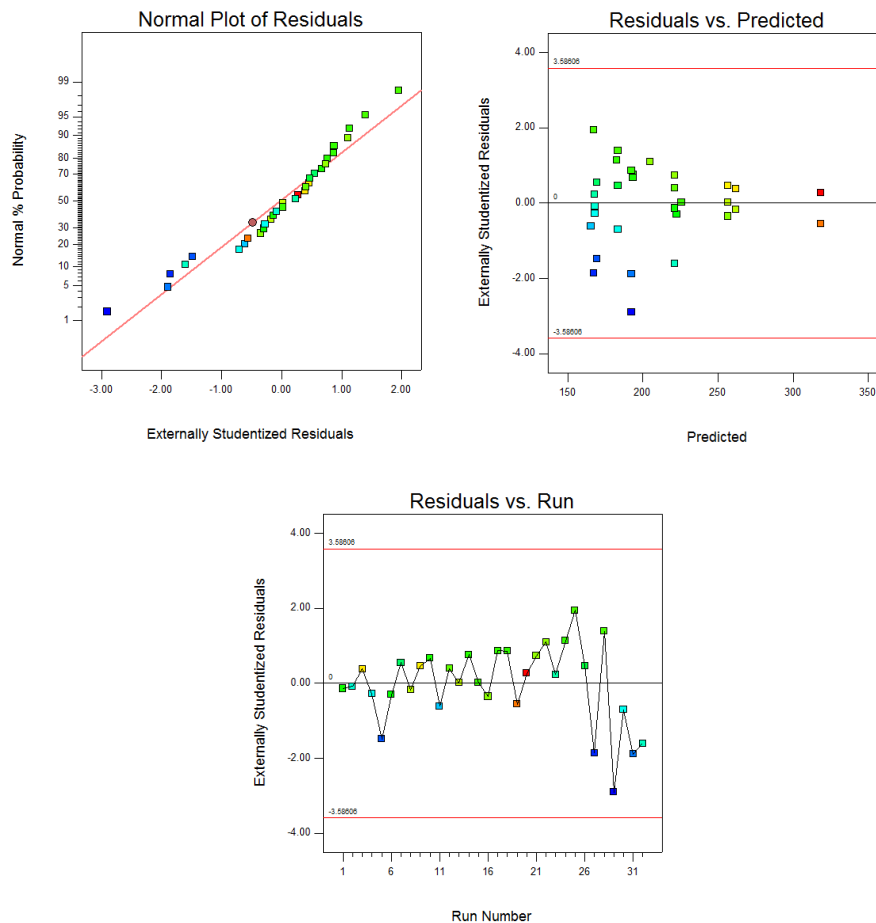 Normal Plot of Residuals
Normal % Probability
99
95
90
80
70
50
30
20
10
5
1
-3.00 -2.00 -1.00 0.00 1.00 2.00
Externally Studentized Residuals
Residuals vs. Predicted
Externally Studentized Residuals
4.00
3.58606
2.00
0.00
0
-2.00
-3.58606
-4.00
150 200 250 300 350
Predicted
Residuals vs. Run
Externally Studentized Residuals
4.00
3.58606
2.00
0.00
0
-2.00
-3.58606
-4.00
1 6 11 16 21 26 31
Run Number